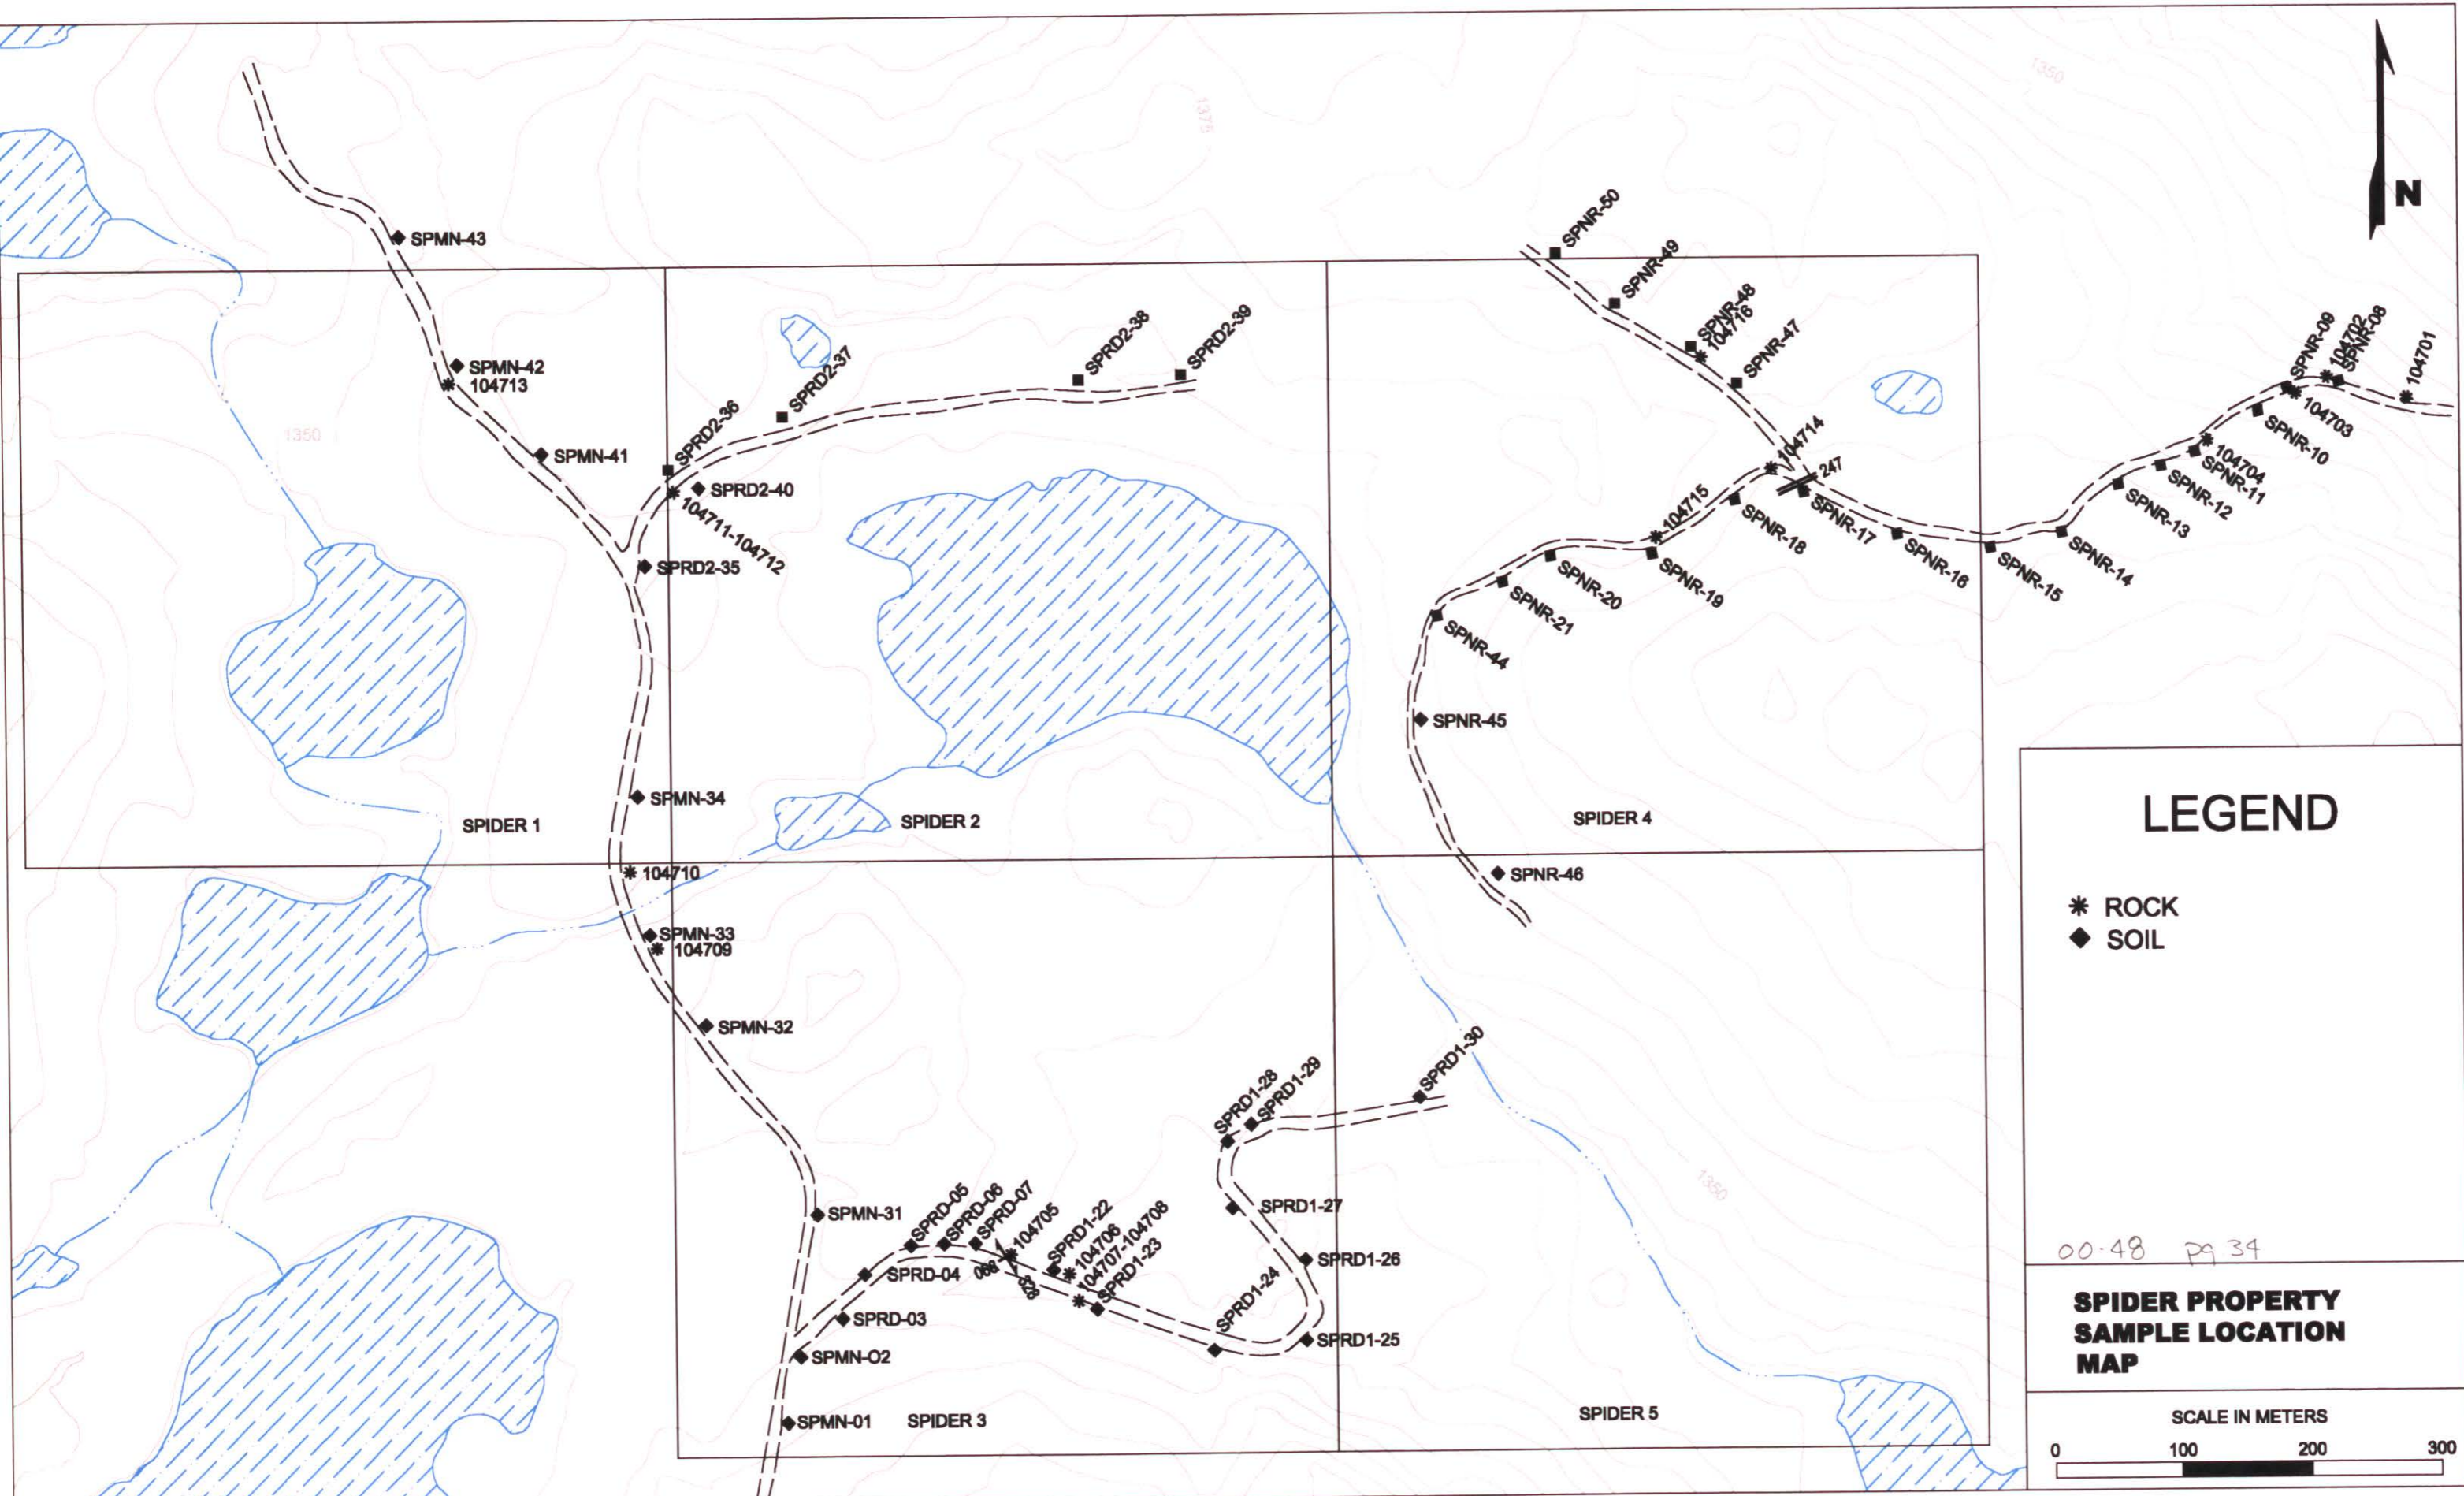 1350
1375
N
SPNR-50
SPMN-43
SPNR-49
SPNR-48
104716
SPNR-47
SPRD2-38
SPRD2-39
SPNR-09
104702
SPNR-08
104701
SPRD2-37
SPMN-42
104713
SPRD2-36
104703
SPNR-10
1350
SPMN-41
104714
247
104704
SPNR-11
SPNR-12
SPNR-13
SPRD2-40
104711-104712
104715
SPNR-17
SPNR-18
SPNR-16
SPNR-14
SPNR-15
SPRD2-35
SPNR-19
SPNR-20
SPNR-21
SPNR-44
SPNR-45
SPMN-34
SPIDER 1
SPIDER 2
SPIDER 4
LEGEND
104710
SPNR-46
ROCK
SOIL
SPMN-33
104709
SPMN-32
SPRD1-30
SPRD1-28
SPRD1-29
1350
SPRD1-27
SPMN-31
SPRD-05
SPRD-06
SPRD-07
104705
SPRD1-22
104706
104707-104708
SPRD1-23
SPRD1-26
SPRD-04
SPRD1-24
SPRD-03
SPRD1-25
SPMN-O2
SPMN-01
SPIDER 3
SPIDER 5
00-48 pg 34
SPIDER PROPERTY
SAMPLE LOCATION
MAP
SCALE IN METERS
0 100 200 300